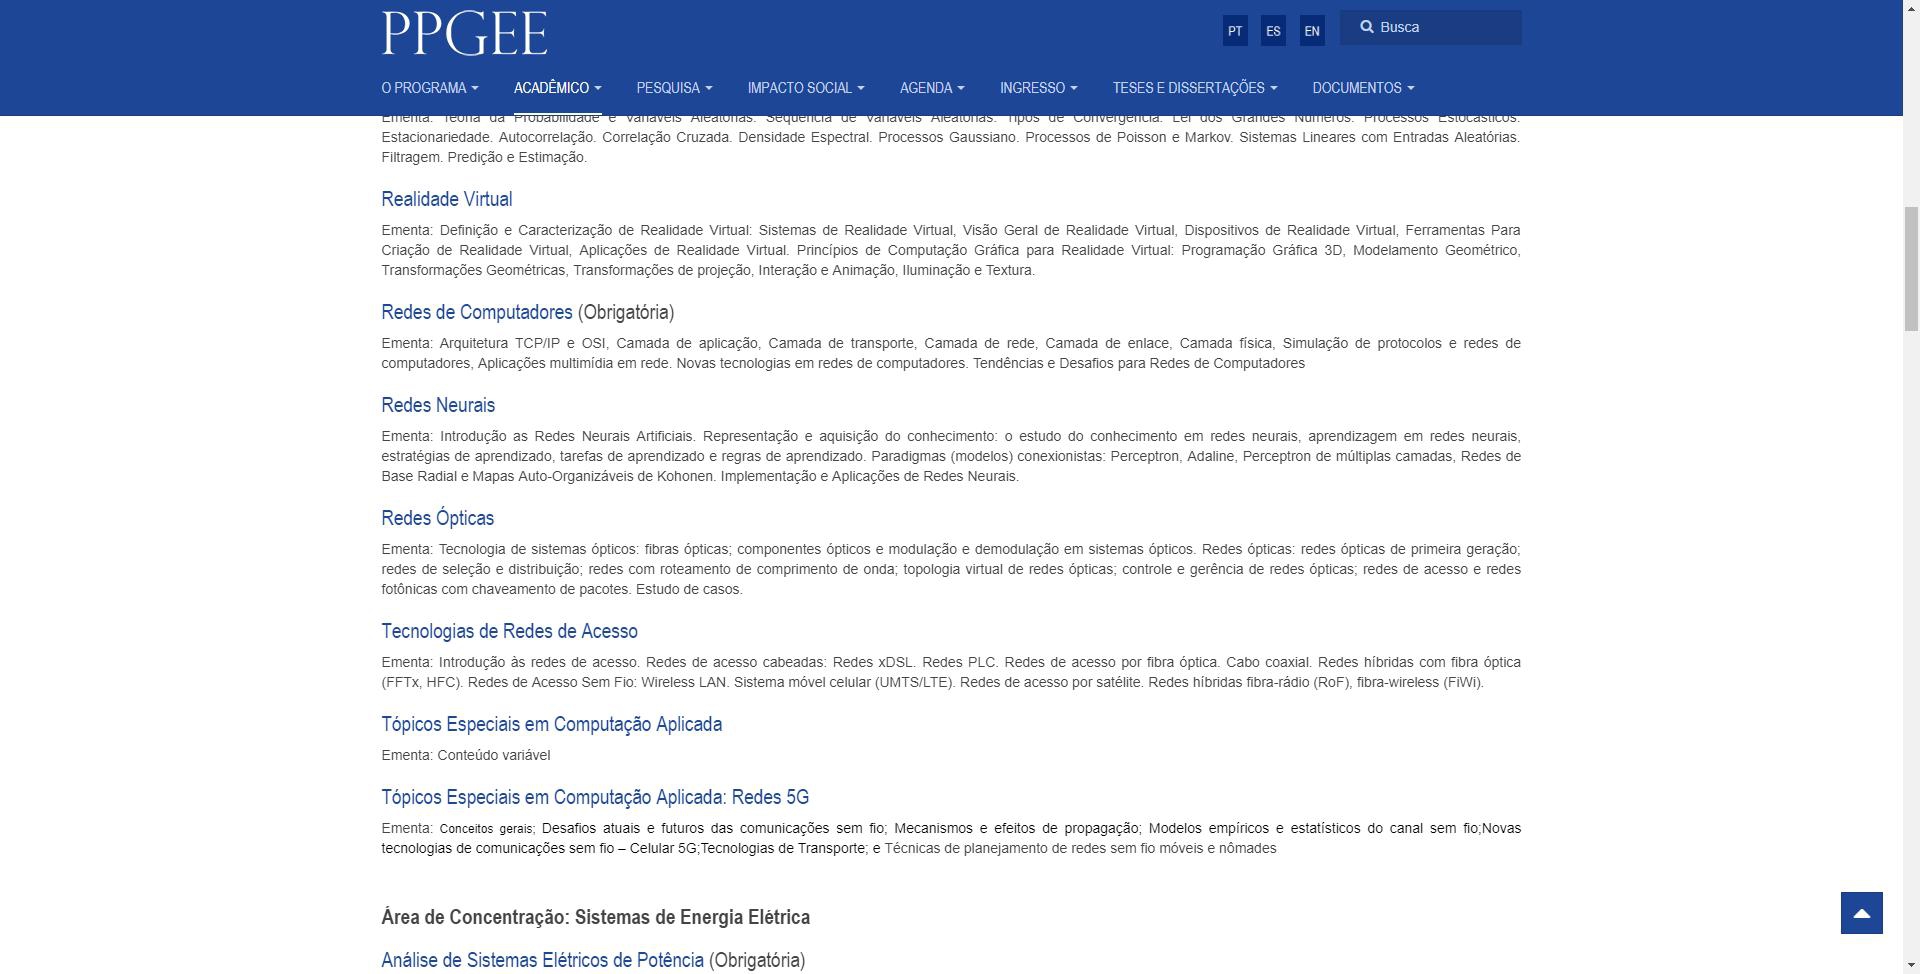 PPGEE
PT ES EN Busca
O PROGRAMA ACADÊMICO PESQUISA IMPACTO SOCIAL AGENDA INGRESSO TESES E DISSERTAÇÕES DOCUMENTOS
Ementa: Teoria da Probabilidade e Variáveis Aleatórias. Sequência de Variáveis Aleatórias. Tipos de Convergência. Lei dos Grandes Números. Processos Estocásticos.
Estacionariedade. Autocorrelação. Correlação Cruzada. Densidade Espectral. Processos Gaussiano. Processos de Poisson e Markov. Sistemas Lineares com Entradas Aleatórias.
Filtragem. Predição e Estimação.
Realidade Virtual
Ementa: Definição e Caracterização de Realidade Virtual: Sistemas de Realidade Virtual, Visão Geral de Realidade Virtual, Dispositivos de Realidade Virtual, Ferramentas Para
Criação de Realidade Virtual, Aplicações de Realidade Virtual. Princípios de Computação Gráfica para Realidade Virtual: Programação Gráfica 3D, Modelamento Geométrico,
Transformações Geométricas, Transformações de projeção, Interação e Animação, Iluminação e Textura.
Redes de Computadores (Obrigatória)
Ementa: Arquitetura TCP/IP e OSI, Camada de aplicação, Camada de transporte, Camada de rede, Camada de enlace, Camada física, Simulação de protocolos e redes de
computadores, Aplicações multimídia em rede. Novas tecnologias em redes de computadores. Tendências e Desafios para Redes de Computadores
Redes Neurais
Ementa: Introdução as Redes Neurais Artificiais. Representação e aquisição do conhecimento: o estudo do conhecimento em redes neurais, aprendizagem em redes neurais,
estratégias de aprendizado, tarefas de aprendizado e regras de aprendizado. Paradigmas (modelos) conexionistas: Perceptron, Adaline, Perceptron de múltiplas camadas, Redes de
Base Radial e Mapas Auto-Organizáveis de Kohonen. Implementação e Aplicações de Redes Neurais.
Redes Ópticas
Ementa: Tecnologia de sistemas ópticos: fibras ópticas; componentes ópticos e modulação e demodulação em sistemas ópticos. Redes ópticas: redes ópticas de primeira geração;
redes de seleção e distribuição; redes com roteamento de comprimento de onda; topologia virtual de redes ópticas; controle e gerência de redes ópticas; redes de acesso e redes
fotônicas com chaveamento de pacotes. Estudo de casos.
Tecnologias de Redes de Acesso
Ementa: Introdução às redes de acesso. Redes de acesso cabeadas: Redes xDSL. Redes PLC. Redes de acesso por fibra óptica. Cabo coaxial. Redes híbridas com fibra óptica
(FFTx, HFC). Redes de Acesso Sem Fio: Wireless LAN. Sistema móvel celular (UMTS/LTE). Redes de acesso por satélite. Redes híbridas fibra-rádio (RoF), fibra-wireless (FiWi).
Tópicos Especiais em Computação Aplicada
Ementa: Conteúdo variável
Tópicos Especiais em Computação Aplicada: Redes 5G
Ementa: Conceitos gerais; Desafios atuais e futuros das comunicações sem fio; Mecanismos e efeitos de propagação; Modelos empíricos e estatísticos do canal sem fio;Novas
tecnologias de comunicações sem fio – Celular 5G;Tecnologias de Transporte; e Técnicas de planejamento de redes sem fio móveis e nômades
Área de Concentração: Sistemas de Energia Elétrica
Análise de Sistemas Elétricos de Potência (Obrigatória)